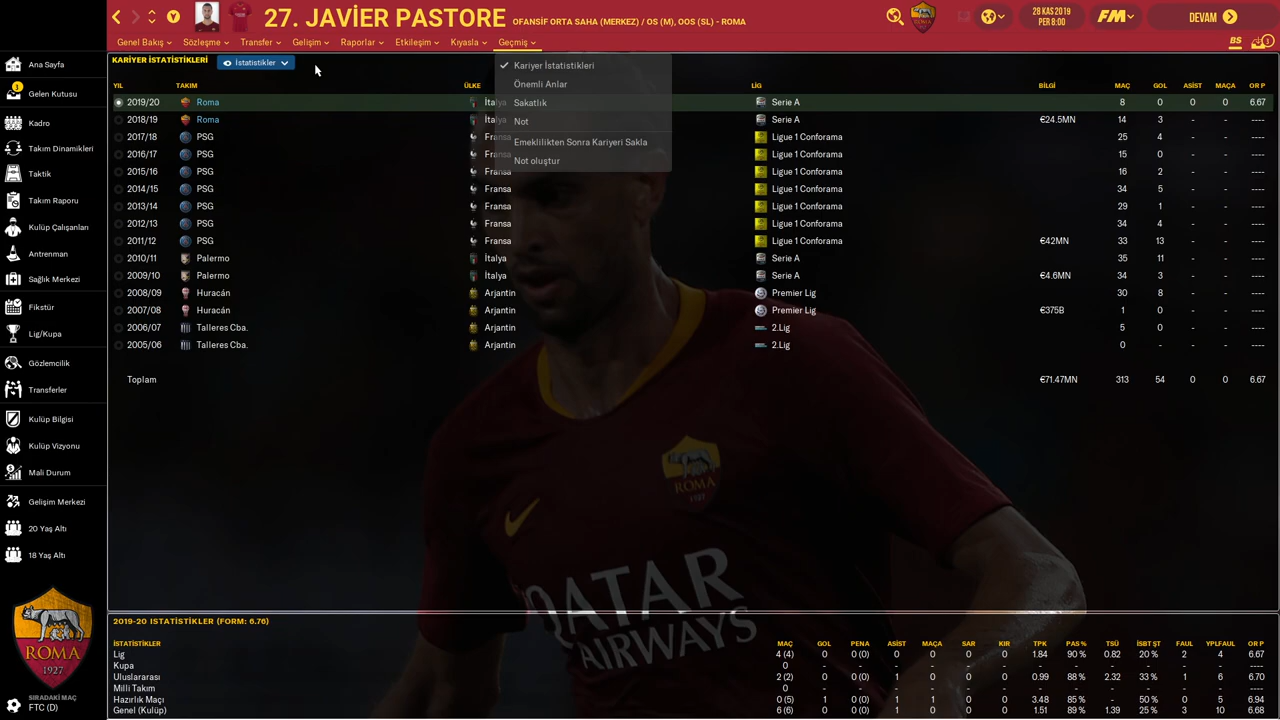 27. JAVİER PASTORE OFANSİF ORTA SAHA (MERKEZ) / OS (M), OOS (SL) - ROMA
28 KAS 2019
PER 8:00
FM
DEVAM
Genel Bakış Sözleşme Transfer Gelişim Raporlar Etkileşim Kıyasla Geçmiş
BS 1
KARİYER İSTATİSTİKLERİ İstatistikler
Kariyer İstatistikleri
Önemli Anlar
Sakatlık
Not
Emeklilikten Sonra Kariyeri Sakla
Not oluştur
Ana Sayfa
3
Gelen Kutusu
Kadro
Takım Dinamikleri
Taktik
Takım Raporu
Kulüp Çalışanları
Antrenman
Sağlık Merkezi
Fikstür
Lig/Kupa
Gözlemcilik
Transferler
Kulüp Bilgisi
Kulüp Vizyonu
Mali Durum
Gelişim Merkezi
20 Yaş Altı
18 Yaş Altı
ROMA
1927
SIRADAKİ MAÇ
FTC (D)
YIL TAKIM ÜLKE LİG BİLGİ MAÇ GOL ASİST MAÇA OR P
2019/20 Roma İtalya Serie A 8 0 0 0 6.67
2018/19 Roma İtalya Serie A €24.5MN 14 3 - - ----
2017/18 PSG Fransa Ligue 1 Conforama 25 4 - - ----
2016/17 PSG Fransa Ligue 1 Conforama 15 0 - - ----
2015/16 PSG Fransa Ligue 1 Conforama 16 2 - - ----
2014/15 PSG Fransa Ligue 1 Conforama 34 5 - - ----
2013/14 PSG Fransa Ligue 1 Conforama 29 1 - - ----
2012/13 PSG Fransa Ligue 1 Conforama 34 4 - - ----
2011/12 PSG Fransa Ligue 1 Conforama €42MN 33 13 - - ----
2010/11 Palermo İtalya Serie A 35 11 - - ----
2009/10 Palermo İtalya Serie A €4.6MN 34 3 - - ----
2008/09 Huracán Arjantin Premier Lig 30 8 - - ----
2007/08 Huracán Arjantin Premier Lig €375B 1 0 - - ----
2006/07 Talleres Cba. Arjantin 2.Lig 5 0 - - ----
2005/06 Talleres Cba. Arjantin 2.Lig 0 - - - ----
Toplam €71.47MN 313 54 0 0 6.67
ROMA
1927
QATAR
AIRWAYS
2019-20 ISTATİSTİKLER (FORM: 6.76)
İSTATİSTİKLER MAÇ GOL PENA ASİST MAÇA SAR KIR TPK PAS % TSÜ İSBT ŞT FAUL YPLFAUL OR P
Lig 4 (4) 0 0 (0) 0 0 0 0 1.84 90 % 0.82 20 % 2 4 6.67
Kupa 0 - - - - - - - - - - - - -
Uluslararası 2 (2) 0 0 (0) 1 0 0 0 0.99 88 % 2.32 33 % 1 6 6.70
Milli Takım 0 - - - - - - - - - - - - -
Hazırlık Maçı 0 (5) 1 0 (0) 1 1 0 0 3.48 85 % - 50 % 0 5 6.94
Genel (Kulüp) 6 (6) 0 0 (0) 1 0 0 0 1.51 89 % 1.39 25 % 3 10 6.68